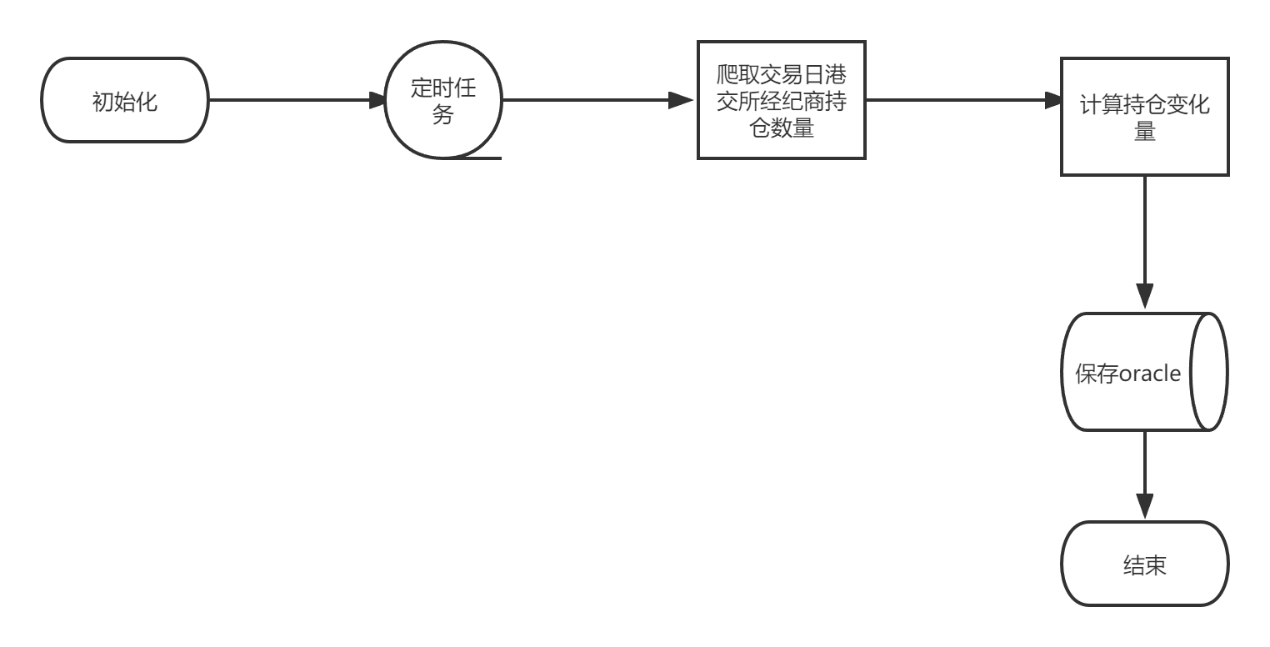 初始化
定时任
务
爬取交易日港
交所经纪商持
仓数量
计算持仓变化
量
保存oracle
结束